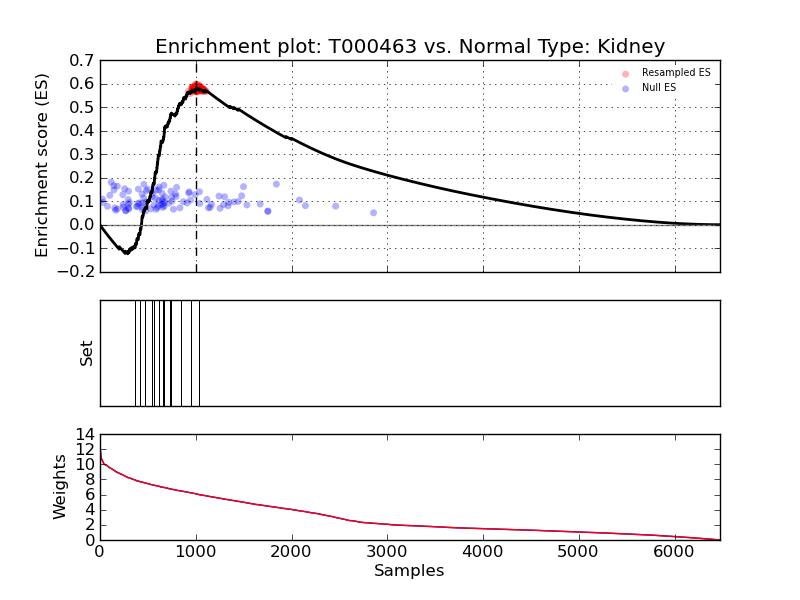 Enrichment plot: T000463 vs. Normal Type: Kidney
0.7
0.6
0.5
0.4
0.3
0.2
0.1
0.0
−0.1
−0.2
Enrichment score (ES)
Resampled ES
Null ES
Set
14
12
10
8
6
4
2
0
Weights
0 1000 2000 3000 4000 5000 6000
Samples